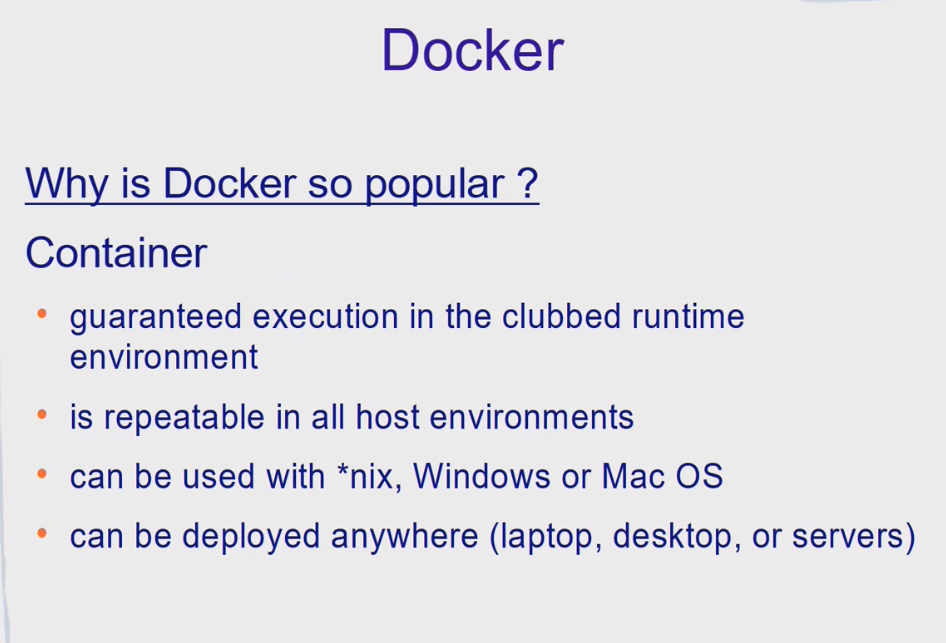 Docker
Why is Docker so popular ?
Container
• guaranteed execution in the clubbed runtime
environment
• is repeatable in all host environments
• can be used with *nix, Windows or Mac OS
• can be deployed anywhere (laptop, desktop, or servers)